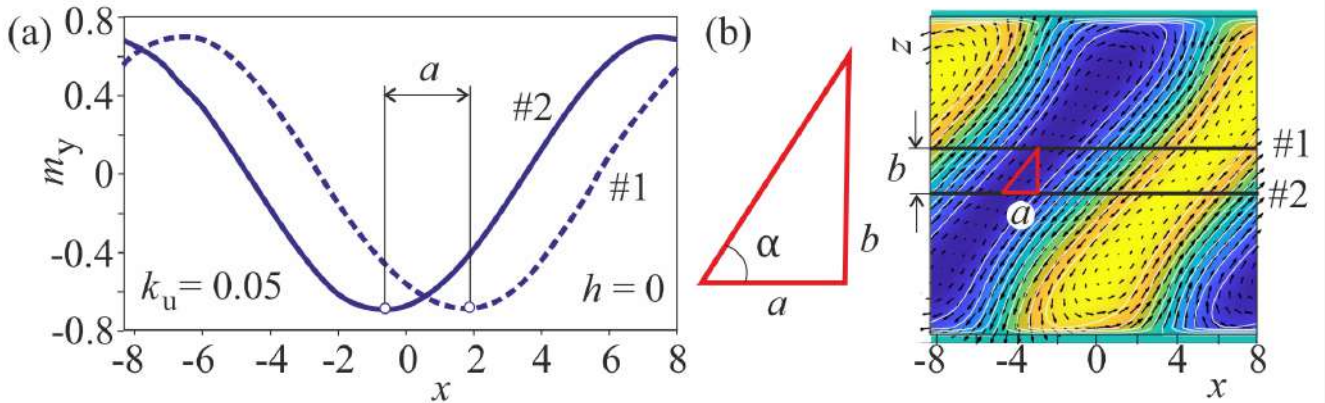 (a)
0.8
0.4
0
-0.4
-0.8
m_y
a
#2
#1
k_u = 0.05
h = 0
-8 -6 -4 -2 0 2 4 6 8
x
(b)
α
b
a
z
b
a
#1
#2
-8 -4 0 4 8
x